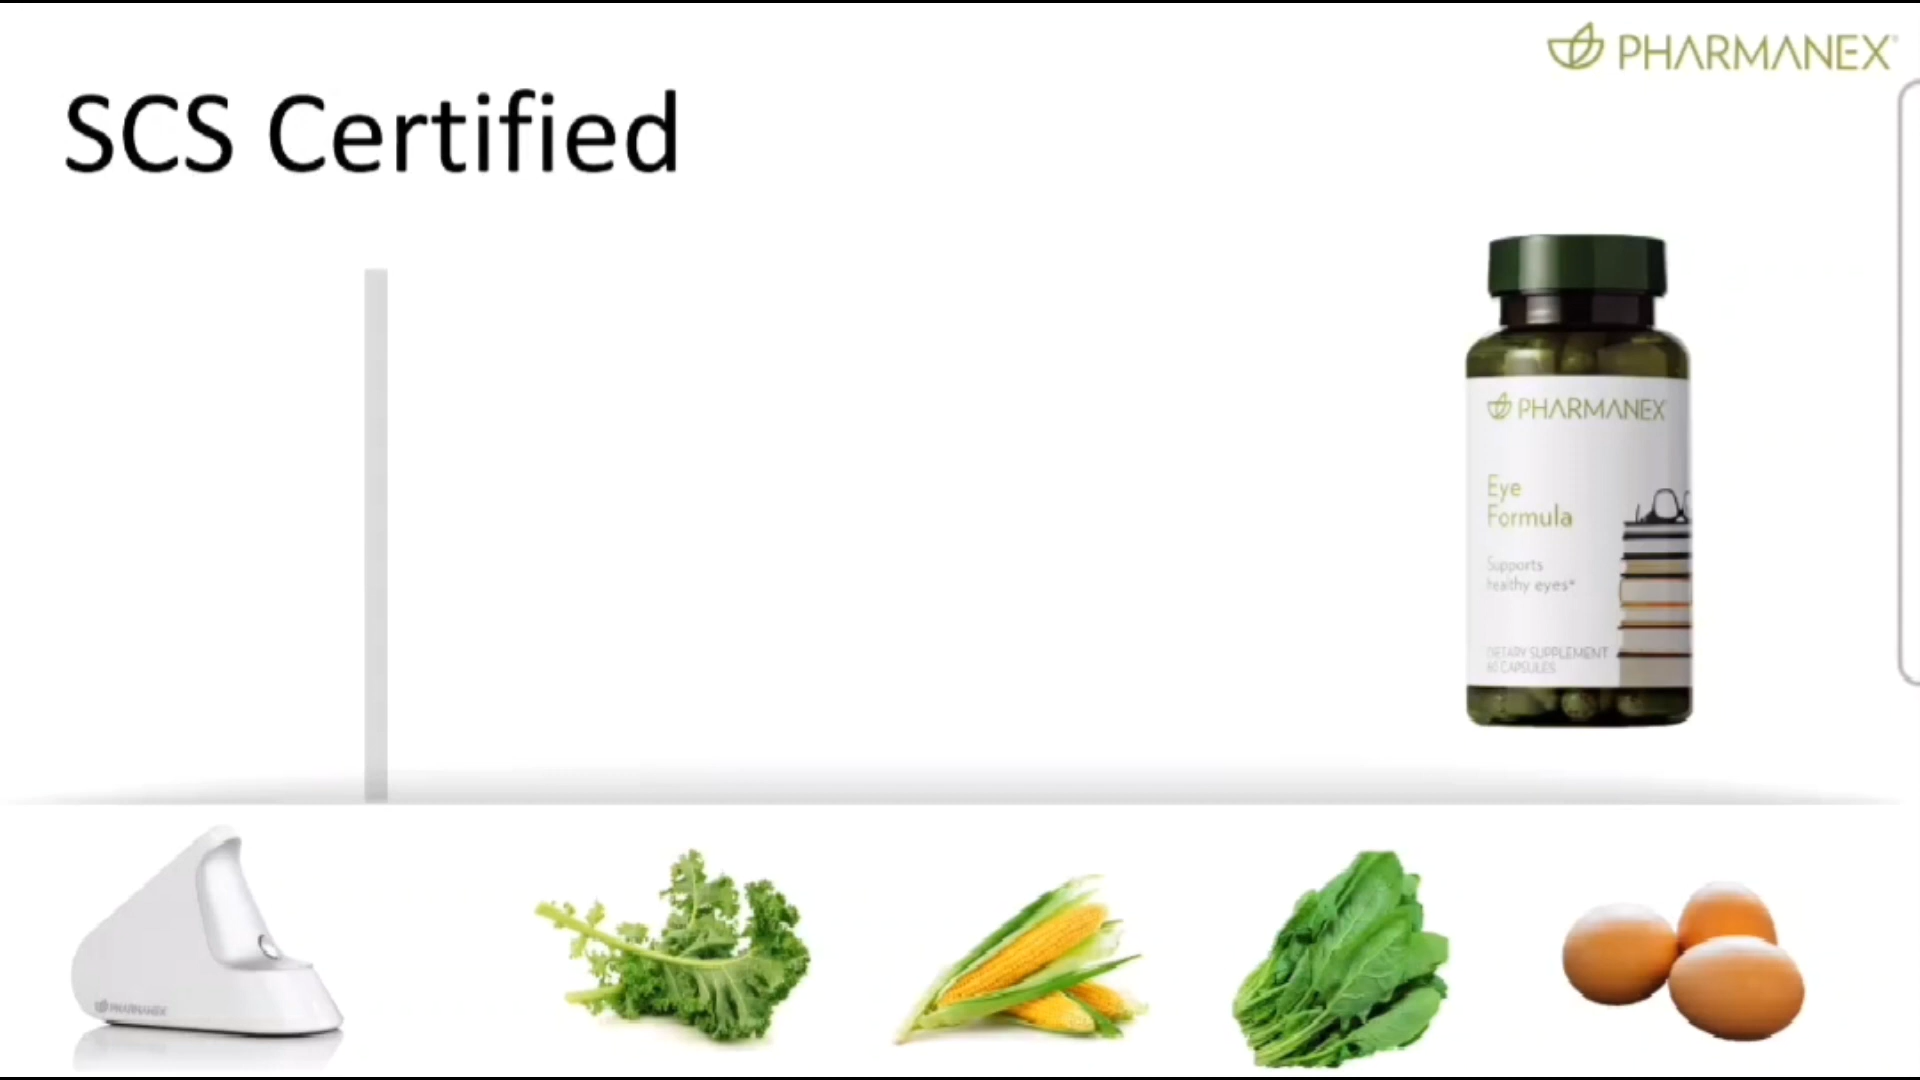 PHARMANEX
SCS Certified
PHARMANEX
Eye
Formula
Supports
healthy eyes*
DIETARY SUPPLEMENT
60 CAPSULES
PHARMANEX